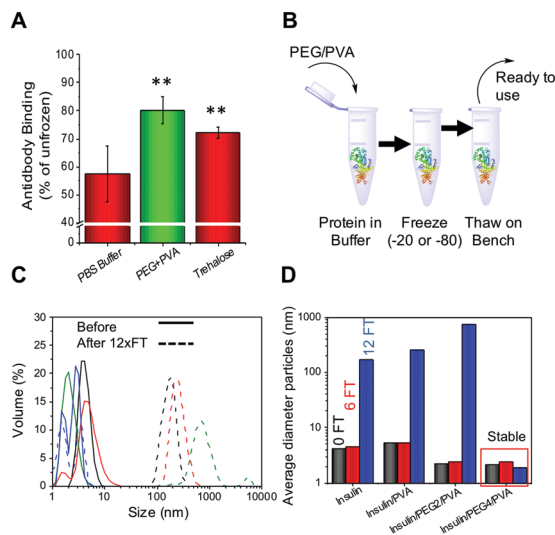 A
Antidbody Binding
(% of unfrozen)
100
90
80
70
60
50
40
0
**
**
PBS Buffer
PEG+PVA
Trehalose
B
PEG/PVA
Ready to
use
Protein in
Buffer
Freeze
(-20 or -80)
Thaw on
Bench
C
Volume (%)
30
25
20
15
10
5
0
Before
After 12xFT
1
10
100
1000
10000
Size (nm)
D
Average diameter particles (nm)
1000
100
10
1
0 FT
6 FT
12 FT
Stable
Insulin
Insulin/PVA
Insulin/PEG2/PVA
Insulin/PEG4/PVA